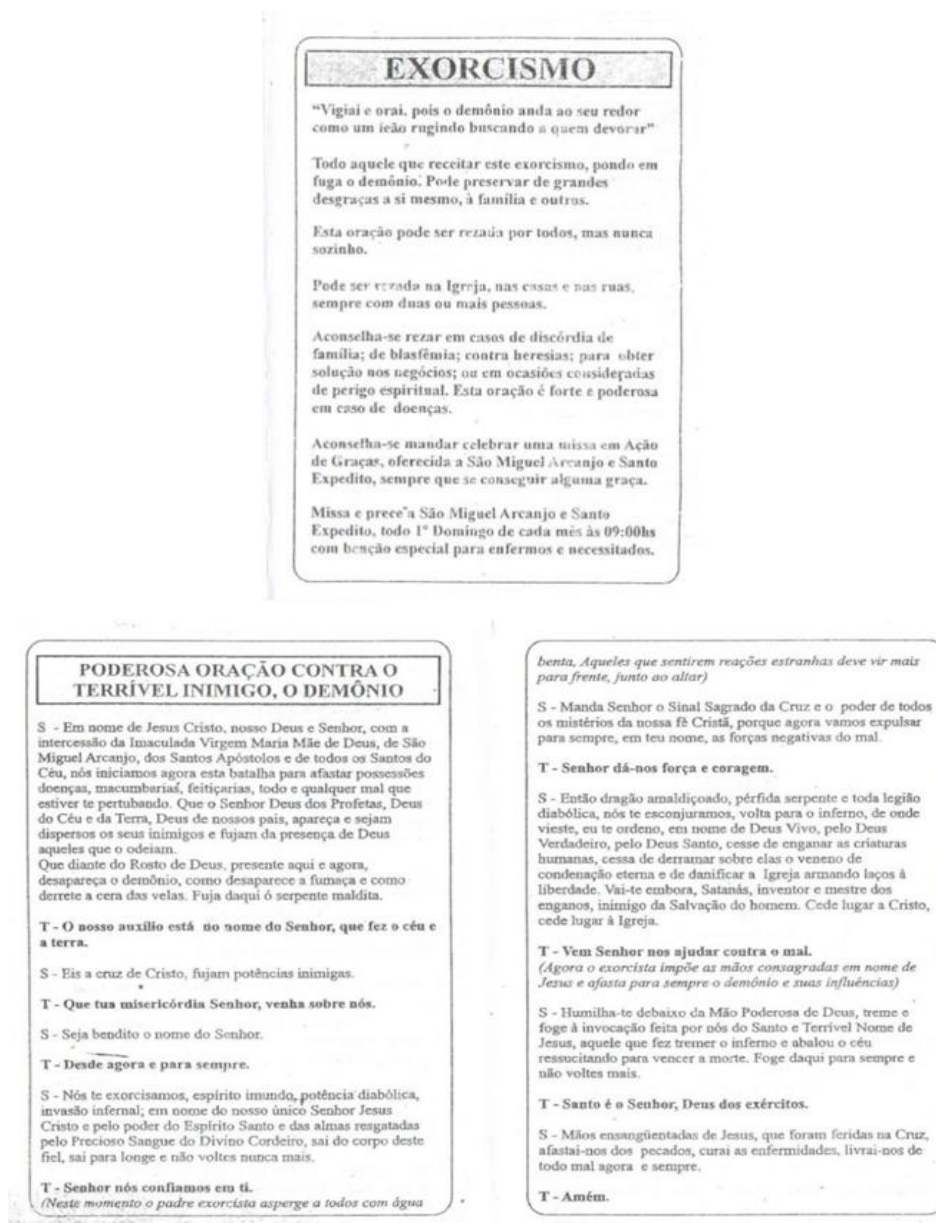 EXORCISMO
“Vigiai e orai, pois o demônio anda ao seu redor
como um leão rugindo buscando a quem devorar”
Todo aquele que receitar este exorcismo, pondo em
fuga o demônio. Pode preservar de grandes
desgraças a si mesmo, à família e outros.
Esta oração pode ser rezada por todos, mas nunca
sozinho.
Pode ser rezada na Igreja, nas casas e nas ruas,
sempre com duas ou mais pessoas.
Aconselha-se rezar em casos de discórdia de
família; de blasfêmia; contra heresias; para obter
solução nos negócios; ou em ocasiões consideradas
de perigo espiritual. Esta oração é forte e poderosa
em caso de doenças.
Aconselha-se mandar celebrar uma missa em Ação
de Graças, oferecida a São Miguel Arcanjo e Santo
Expedito, sempre que se conseguir alguma graça.
Missa e prece a São Miguel Arcanjo e Santo
Expedito, todo 1º Domingo de cada mês às 09:00hs
com benção especial para enfermos e necessitados.
PODEROSA ORAÇÃO CONTRA O
TERRÍVEL INIMIGO, O DEMÔNIO
S - Em nome de Jesus Cristo, nosso Deus e Senhor, com a
intercessão da Imaculada Virgem Maria Mãe de Deus, de São
Miguel Arcanjo, dos Santos Apóstolos e de todos os Santos do
Céu, nós iniciamos agora esta batalha para afastar possessões
doenças, macumbarias, feitiçarias, todo e qualquer mal que
estiver te pertubando. Que o Senhor Deus dos Profetas, Deus
do Céu e da Terra, Deus de nossos pais, apareça e sejam
dispersos os seus inimigos e fujam da presença de Deus
aqueles que o odeiam.
Que diante do Rosto de Deus, presente aqui e agora,
desapareça o demônio, como desaparece a fumaça e como
derrete a cera das velas. Fuja daqui ó serpente maldita.
T - O nosso auxílio está no nome do Senhor, que fez o céu e
a terra.
S - Eis a cruz de Cristo, fujam potências inimigas.
T - Que tua misericórdia Senhor, venha sobre nós.
S - Seja bendito o nome do Senhor.
T - Desde agora e para sempre.
S - Nós te exorcisamos, espírito imundo, potência diabólica,
invasão infernal; em nome do nosso único Senhor Jesus
Cristo e pelo poder do Espírito Santo e das almas resgatadas
pelo Precioso Sangue do Divino Cordeiro, sai do corpo deste
fiel, sai para longe e não voltes nunca mais.
T - Senhor nós confiamos em ti.
(Neste momento o padre exorcista asperge a todos com água
benta, Aqueles que sentirem reações estranhas deve vir mais
para frente, junto ao altar)
S - Manda Senhor o Sinal Sagrado da Cruz e o poder de todos
os mistérios da nossa fê Cristã, porque agora vamos expulsar
para sempre, em teu nome, as forças negativas do mal.
T - Senhor dá-nos força e coragem.
S - Então dragão amaldiçoado, pérfida serpente e toda legião
diabólica, nós te esconjuramos, volta para o inferno, de onde
vieste, eu te ordeno, em nome de Deus Vivo, pelo Deus
Verdadeiro, pelo Deus Santo, cesse de enganar as criaturas
humanas, cessa de derramar sobre elas o veneno de
condenação eterna e de danificar a Igreja armando laços à
liberdade. Vai-te embora, Satanás, inventor e mestre dos
enganos, inimigo da Salvação do homem. Cede lugar a Cristo,
cede lugar à Igreja.
T - Vem Senhor nos ajudar contra o mal.
(Agora o exorcista impõe as mãos consagradas em nome de
Jesus e afasta para sempre o demônio e suas influências)
S - Humilha-te debaixo da Mão Poderosa de Deus, treme e
foge à invocação feita por nós do Santo e Terrível Nome de
Jesus, aquele que fez tremer o inferno e abalou o céu
ressucitando para vencer a morte. Foge daqui para sempre e
não voltes mais.
T - Santo é o Senhor, Deus dos exércitos.
S - Mãos ensangüentadas de Jesus, que foram feridas na Cruz,
afastai-nos dos pecados, curai as enfermidades, livrai-nos de
todo mal agora e sempre.
T - Amém.